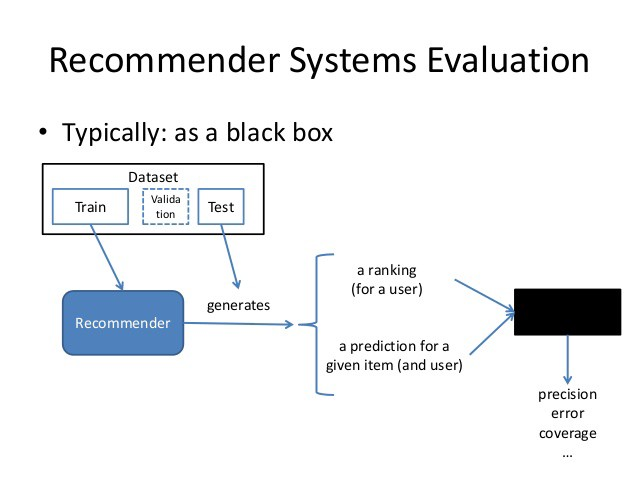 Recommender Systems Evaluation
• Typically: as a black box
Dataset
Train
Valida
tion
Test
Recommender
generates
a ranking
(for a user)
a prediction for a
given item (and user)
precision
error
coverage
…